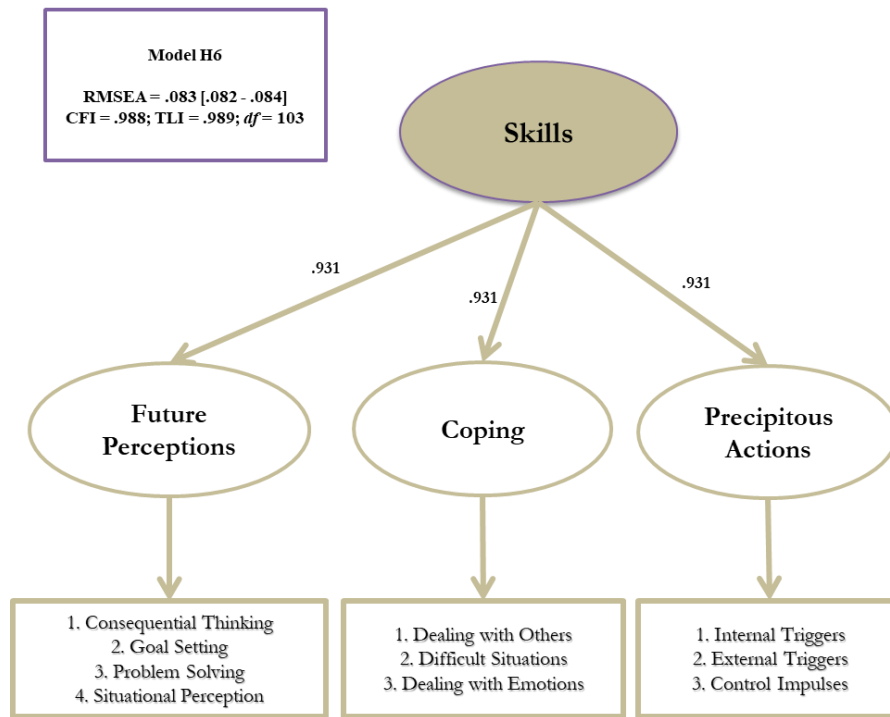 Model H6
RMSEA = .083 [.082 - .084]
CFI = .988; TLI = .989; df = 103
Skills
.931
.931
.931
Future
Perceptions
Coping
Precipitous
Actions
1. Consequential Thinking
2. Goal Setting
3. Problem Solving
4. Situational Perception
1. Dealing with Others
2. Difficult Situations
3. Dealing with Emotions
1. Internal Triggers
2. External Triggers
3. Control Impulses